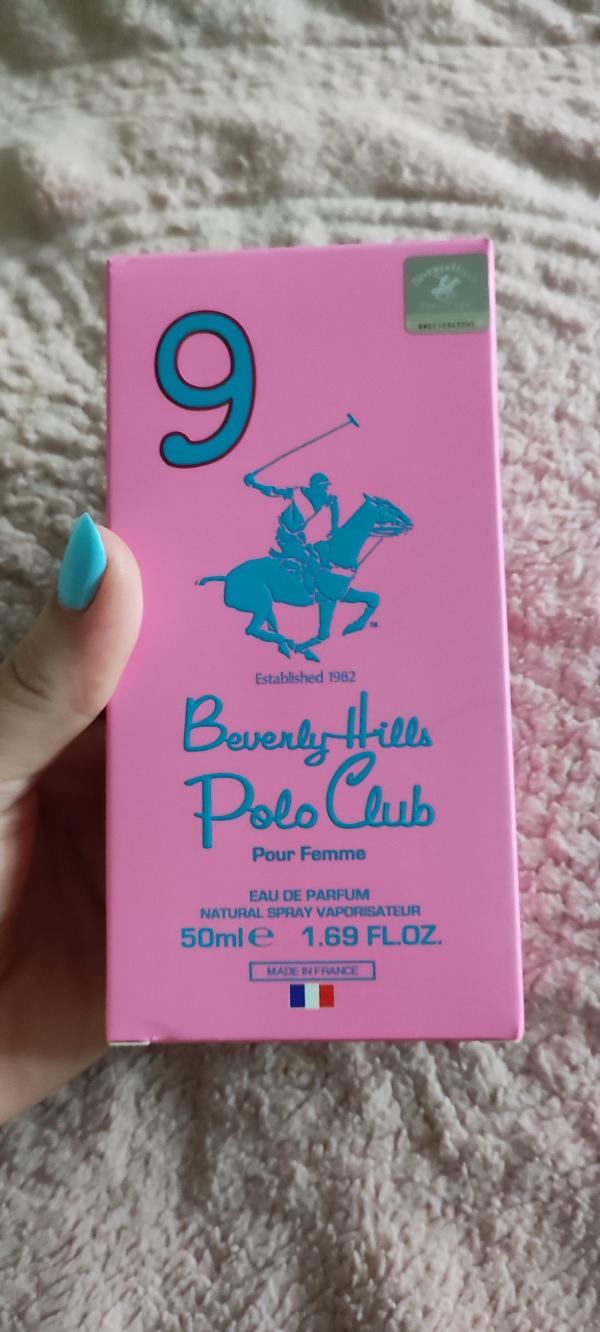 9
TM
Established 1982
Beverly Hills
Polo Club
Pour Femme
EAU DE PARFUM
NATURAL SPRAY VAPORISATEUR
50ml ℮ 1.69 FL.OZ.
MADE IN FRANCE